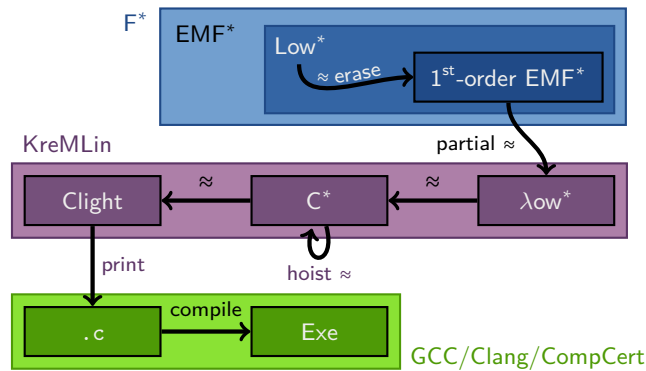 F*
EMF*
Low*
≈ erase
1st-order EMF*
partial ≈
KreMLin
Clight
≈
C*
≈
λow*
hoist ≈
print
.c
compile
Exe
GCC/Clang/CompCert